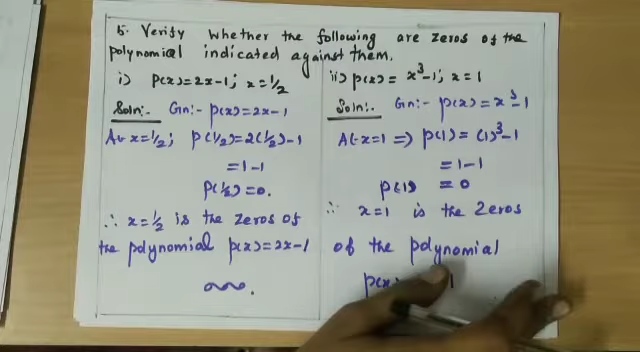 5. Verify whether the following are zeros of the
polynomial indicated against them.
i) p(x)=2x-1; x=1/2
Soln:- Gn:- p(x)=2x-1
At x=1/2; p(1/2)=2(1/2)-1
=1-1
p(1/2)=0.
∴ x=1/2 is the zeros of
the polynomial p(x)=2x-1
ii) p(x)= x³-1; x=1
Soln:- Gn:- p(x)=x³-1
At x=1 => p(1)=(1)³-1
=1-1
p(1) =0
∴ x=1 is the zeros
of the polynomial
p(x) 1